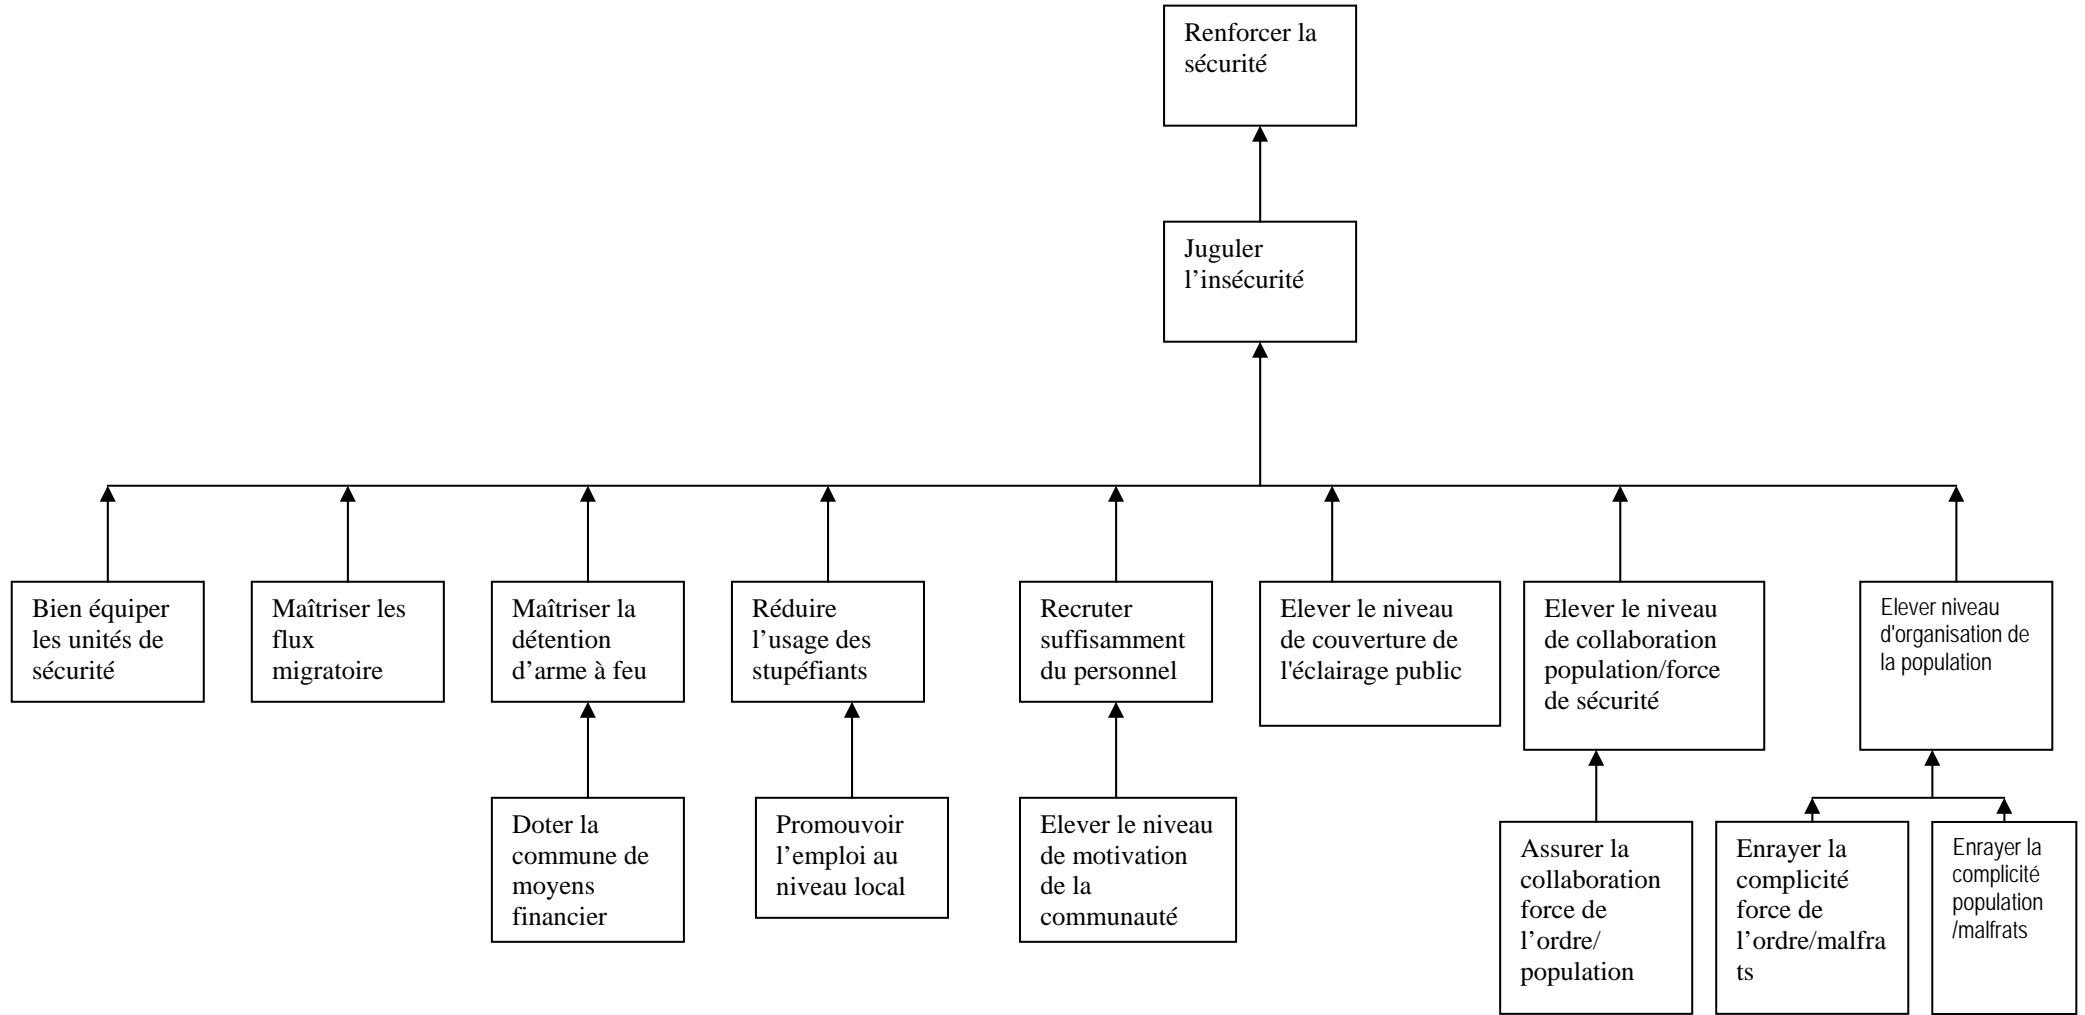 Renforcer la
sécurité
Juguler
l’insécurité
Bien équiper
les unités de
sécurité
Maîtriser les
flux
migratoire
Maîtriser la
détention
d’arme à feu
Réduire
l’usage des
stupéfiants
Recruter
suffisamment
du personnel
Elever le niveau
de couverture de
l'éclairage public
Elever le niveau
de collaboration
population/force
de sécurité
Elever niveau
d'organisation de
la population
Doter la
commune de
moyens
financier
Promouvoir
l’emploi au
niveau local
Elever le niveau
de motivation
de la
communauté
Assurer la
collaboration
force de
l’ordre/
population
Enrayer la
complicité
force de
l’ordre/malfra
ts
Enrayer la
complicité
population
/malfrats